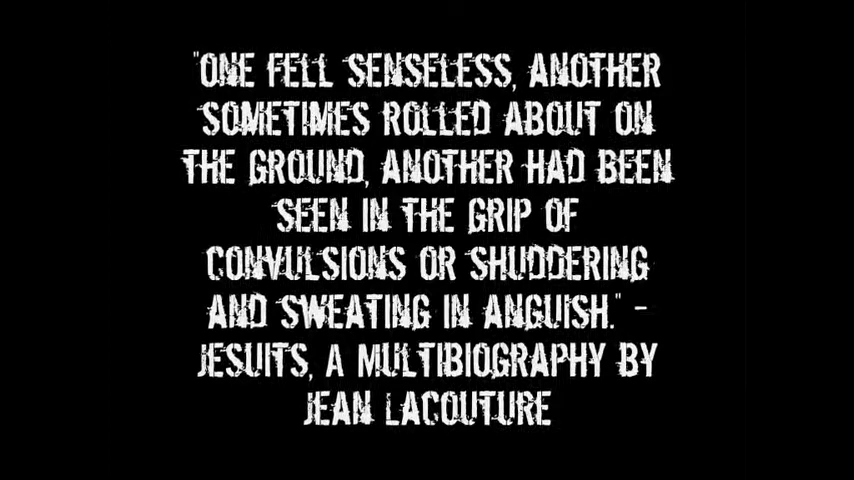 "ONE FELL SENSELESS, ANOTHER
SOMETIMES ROLLED ABOUT ON
THE GROUND, ANOTHER HAD BEEN
SEEN IN THE GRIP OF
CONVULSIONS OR SHUDDERING
AND SWEATING IN ANGUISH." -
JESUITS, A MULTIBIOGRAPHY BY
JEAN LACOUTURE